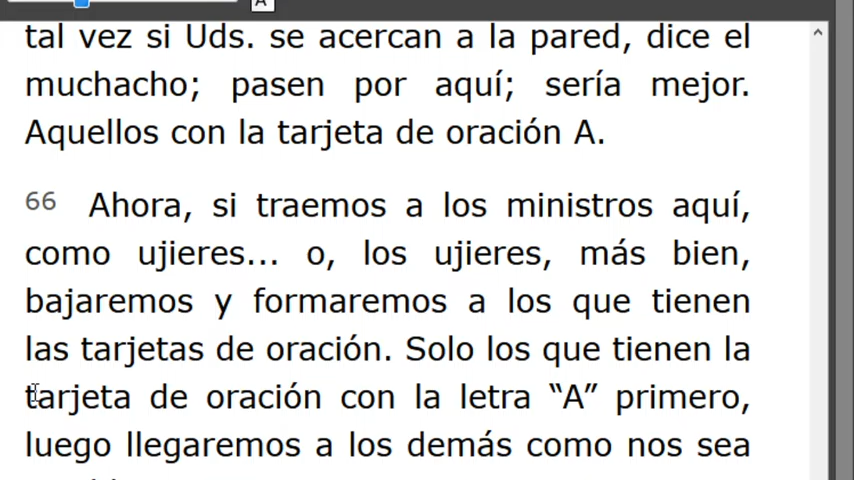 A
tal vez si Uds. se acercan a la pared, dice el
muchacho; pasen por aquí; sería mejor.
Aquellos con la tarjeta de oración A.
66 Ahora, si traemos a los ministros aquí,
como ujieres... o, los ujieres, más bien,
bajaremos y formaremos a los que tienen
las tarjetas de oración. Solo los que tienen la
tarjeta de oración con la letra “A” primero,
luego llegaremos a los demás como nos sea